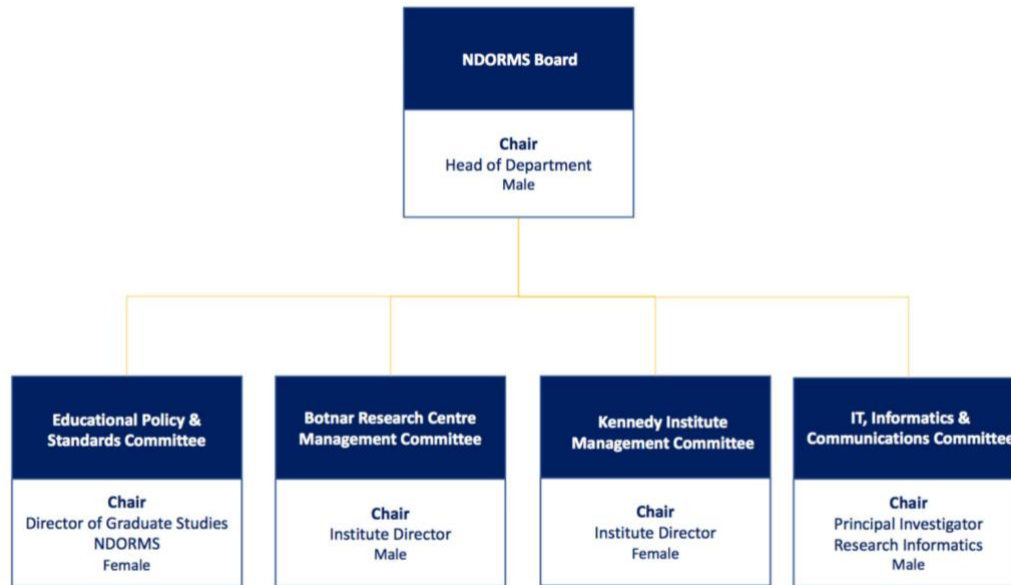 NDORMS Board
Chair
Head of Department
Male
Educational Policy &
Standards Committee
Chair
Director of Graduate Studies
NDORMS
Female
Botnar Research Centre
Management Committee
Chair
Institute Director
Male
Kennedy Institute
Management Committee
Chair
Institute Director
Female
IT, Informatics &
Communications Committee
Chair
Principal Investigator
Research Informatics
Male